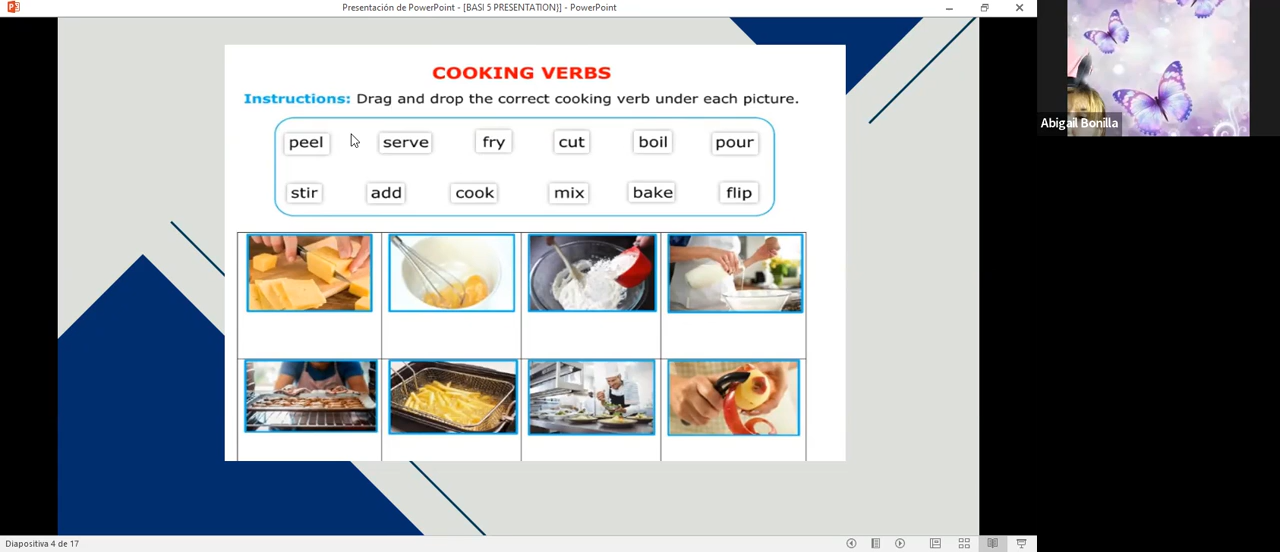 Presentación de PowerPoint - [BASI 5 PRESENTATION)] - PowerPoint
COOKING VERBS
Instructions: Drag and drop the correct cooking verb under each picture.
peel serve fry cut boil pour
stir add cook mix bake flip
Abigail Bonilla
Diapositiva 4 de 17